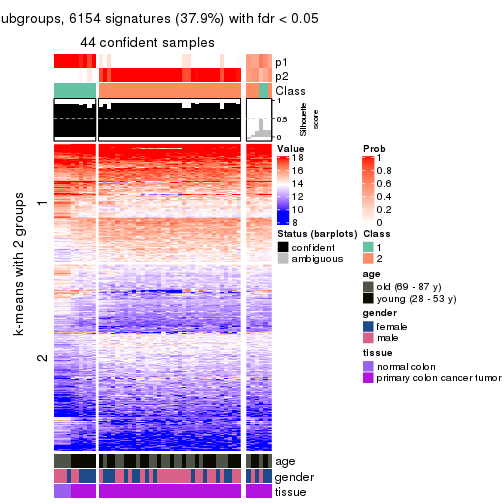 ubgroups, 6154 signatures (37.9%) with fdr < 0.05
44 confident samples
p1
p2
Class
1
0.5
0
Silhouette
score
k-means with 2 groups
1
2
Value
18
16
14
12
10
8
Prob
1
0.8
0.6
0.4
0.2
0
Status (barplots)
confident
ambiguous
Class
1
2
age
old (69 - 87 y)
young (28 - 53 y)
gender
female
male
tissue
normal colon
primary colon cancer tumor
age
gender
tissue